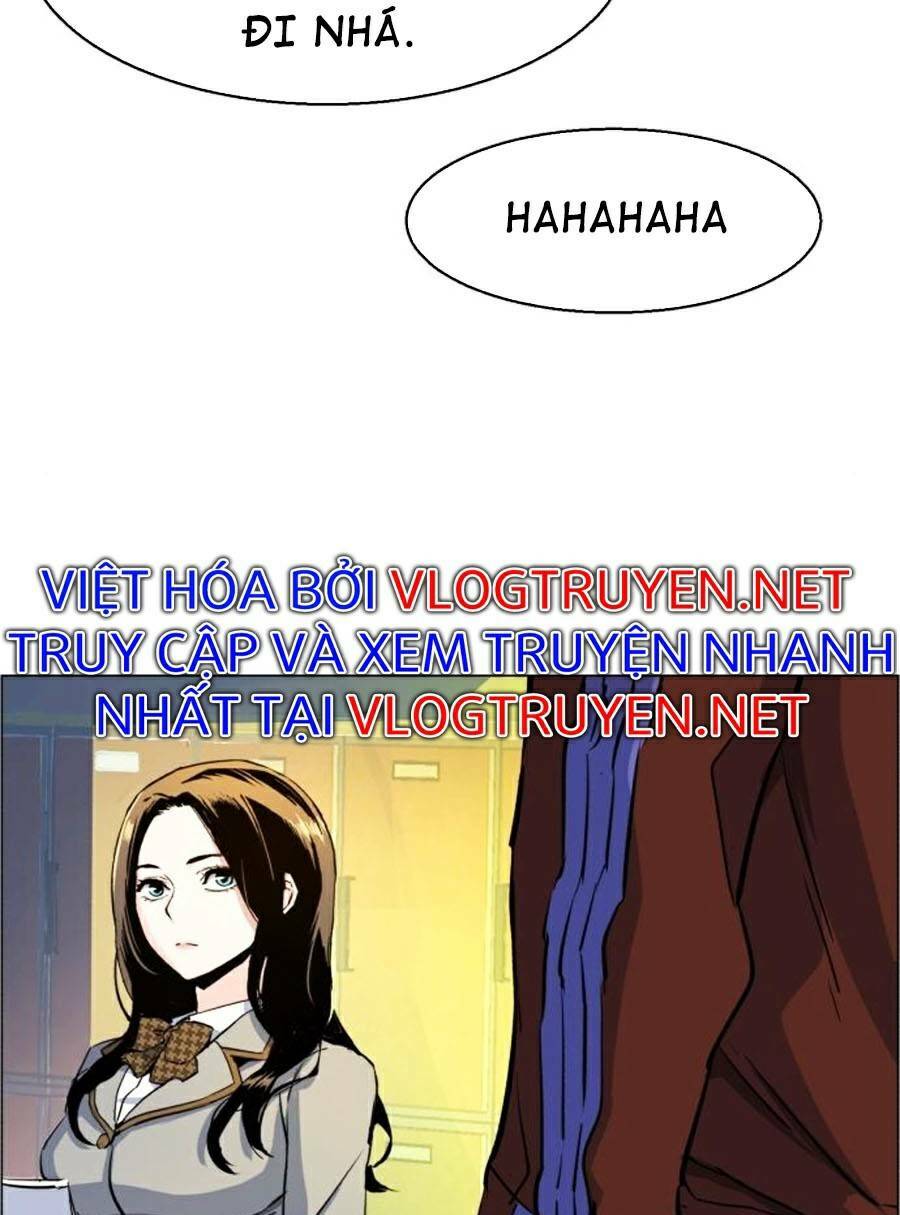 ĐI NHÁ.
HAHAHAHA
VIỆT HÓA BỞI VLOGTRUYEN.NET
TRUY CẬP VÀ XEM TRUYỆN NHANH
NHẤT TẠI VLOGTRUYEN.NET